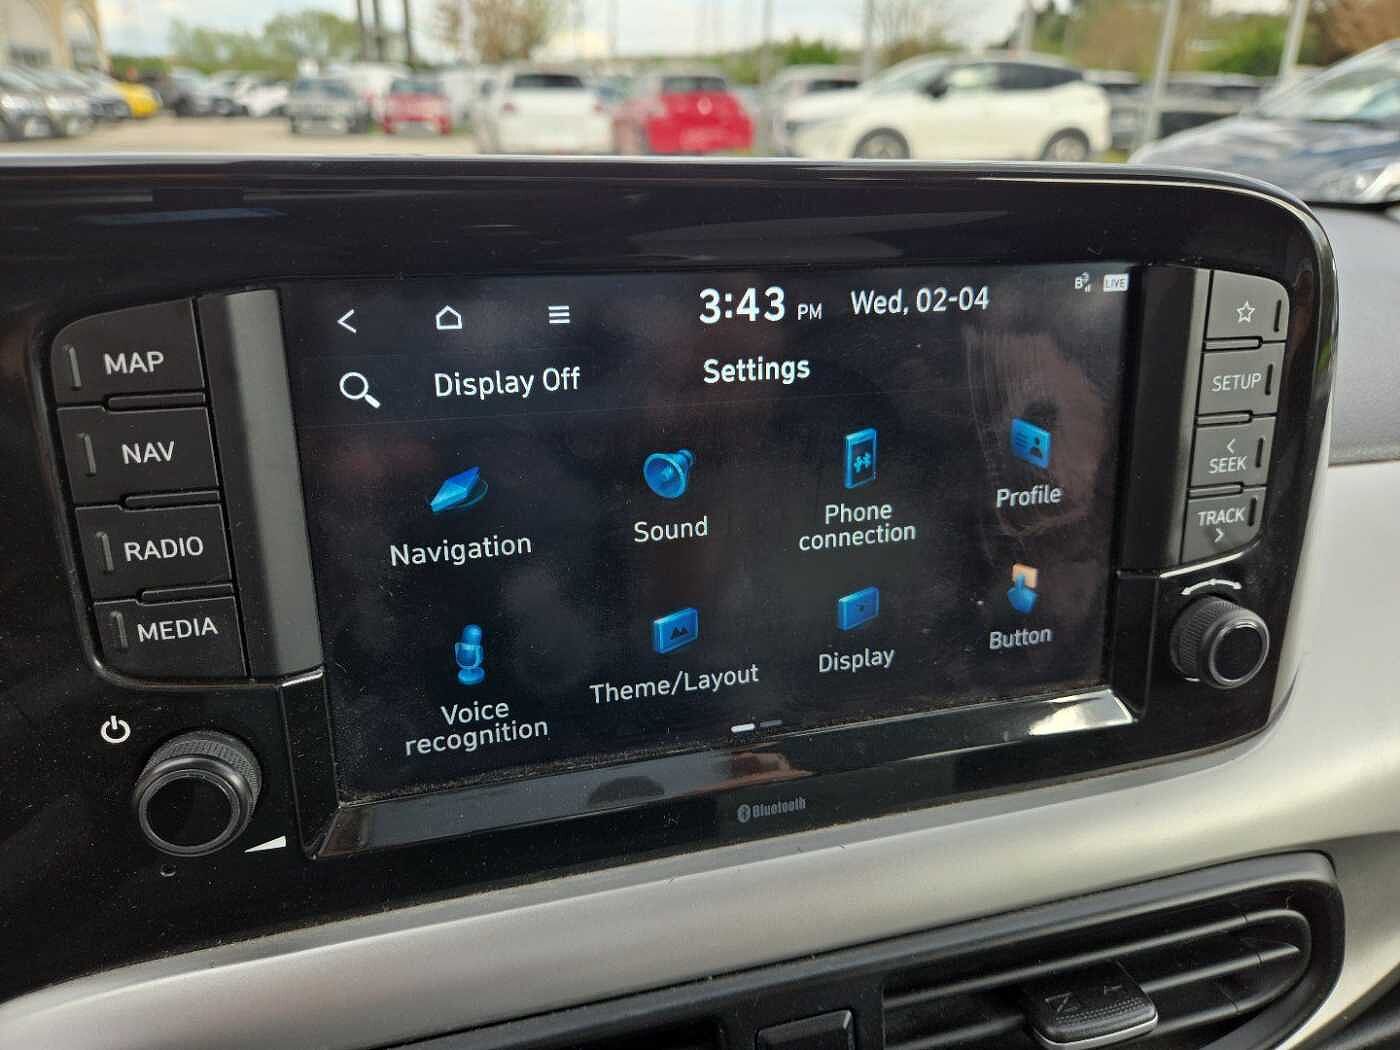 3:43 PM Wed, 02-04
LIVE
Display Off
Settings
Navigation
Sound
Phone
connection
Profile
Voice
recognition
Theme/Layout
Display
Button
MAP
NAV
RADIO
MEDIA
SETUP
<
SEEK
TRACK
>
Bluetooth